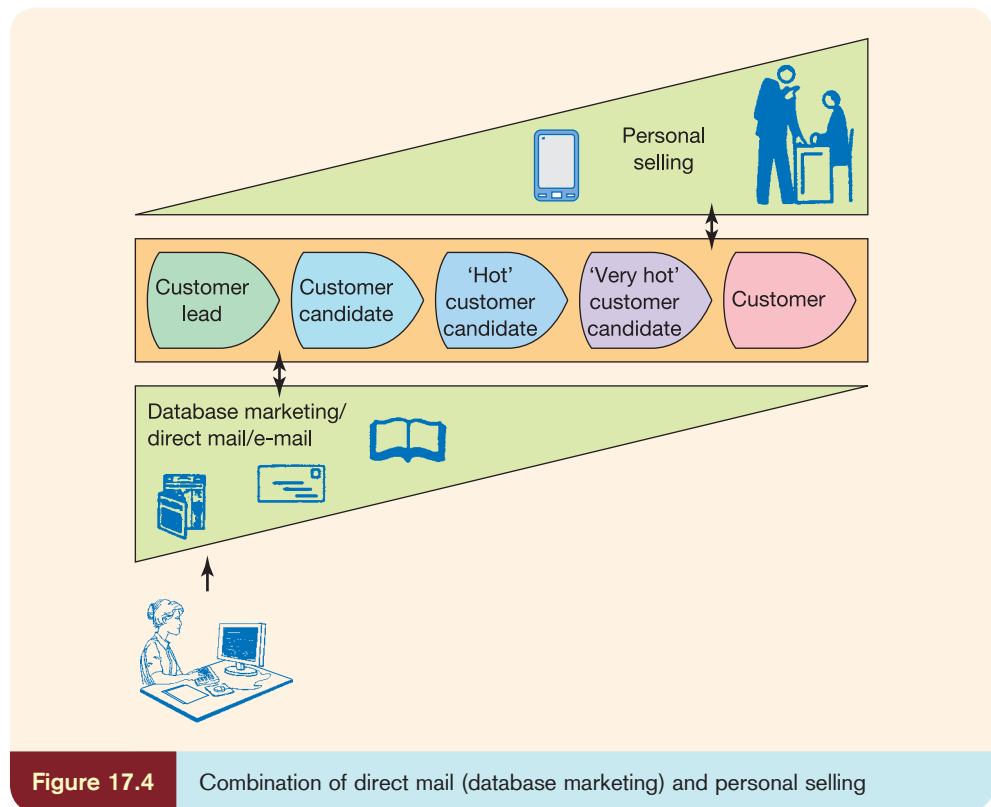 Personal
selling
Customer
lead
Customer
candidate
‘Hot’
customer
candidate
‘Very hot’
customer
candidate
Customer
Database marketing/
direct mail/e-mail
Figure 17.4 Combination of direct mail (database marketing) and personal selling